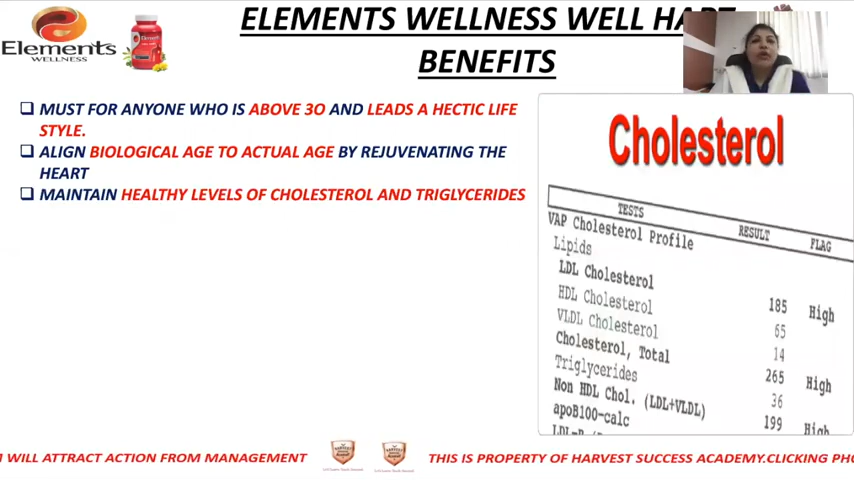 ELEMENTS WELLNESS WELL HART
BENEFITS
Elements
WELLNESS
MUST FOR ANYONE WHO IS ABOVE 30 AND LEADS A HECTIC LIFE
STYLE.
ALIGN BIOLOGICAL AGE TO ACTUAL AGE BY REJUVENATING THE
HEART
MAINTAIN HEALTHY LEVELS OF CHOLESTEROL AND TRIGLYCERIDES
Cholesterol
TESTS RESULT FLAG
VAP Cholesterol Profile
Lipids
LDL Cholesterol 185 High
HDL Cholesterol 65
VLDL Cholesterol 14
Cholesterol, Total 265 High
Triglycerides 36
Non HDL Chol. (LDL+VLDL) 199 High
apoB100-calc
WILL ATTRACT ACTION FROM MANAGEMENT
THIS IS PROPERTY OF HARVEST SUCCESS ACADEMY.CLICKING PHO